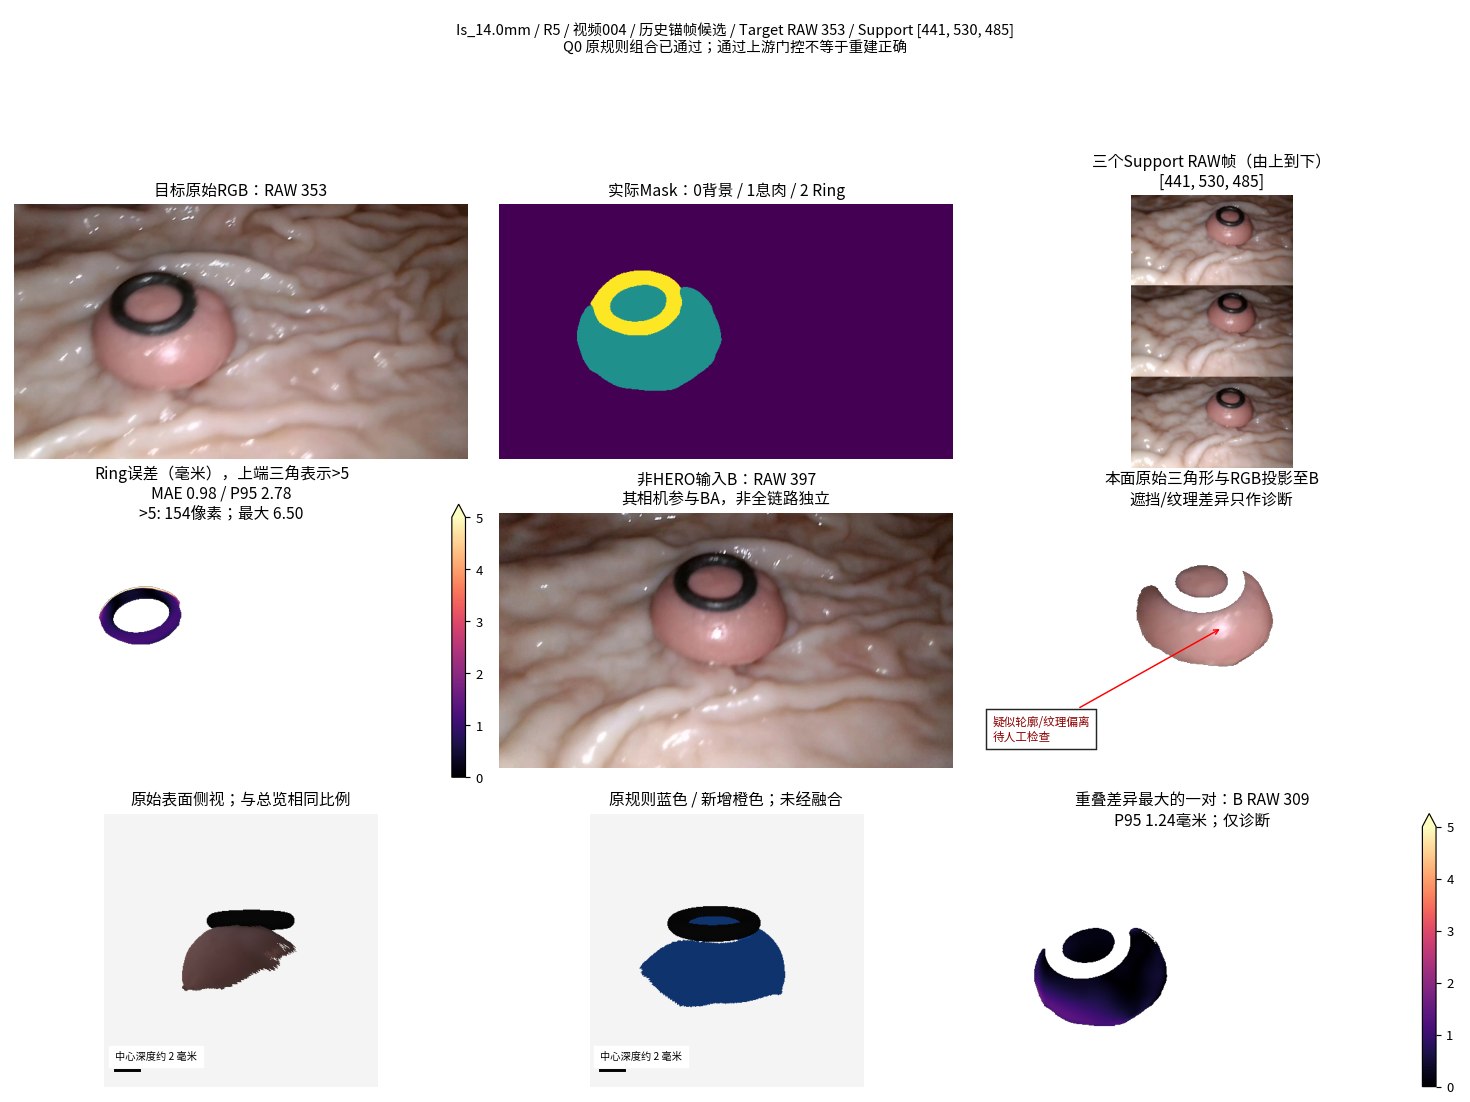 Is_14.0mm / R5 / 视频004 / 历史锚帧候选 / Target RAW 353 / Support [441, 530, 485]
Q0 原规则组合已通过；通过上游门控不等于重建正确
目标原始RGB：RAW 353
实际Mask：0背景 / 1息肉 / 2 Ring
三个Support RAW帧（由上到下）
[441, 530, 485]
Ring误差（毫米），上端三角表示>5
MAE 0.98 / P95 2.78
>5: 154像素；最大 6.50
5
4
3
2
1
0
非HERO输入B：RAW 397
其相机参与BA，非全链路独立
本面原始三角形与RGB投影至B
遮挡/纹理差异只作诊断
疑似轮廓/纹理偏离
待人工检查
原始表面侧视；与总览相同比例
中心深度约 2 毫米
原规则蓝色 / 新增橙色；未经融合
中心深度约 2 毫米
重叠差异最大的一对：B RAW 309
P95 1.24毫米；仅诊断
5
4
3
2
1
0